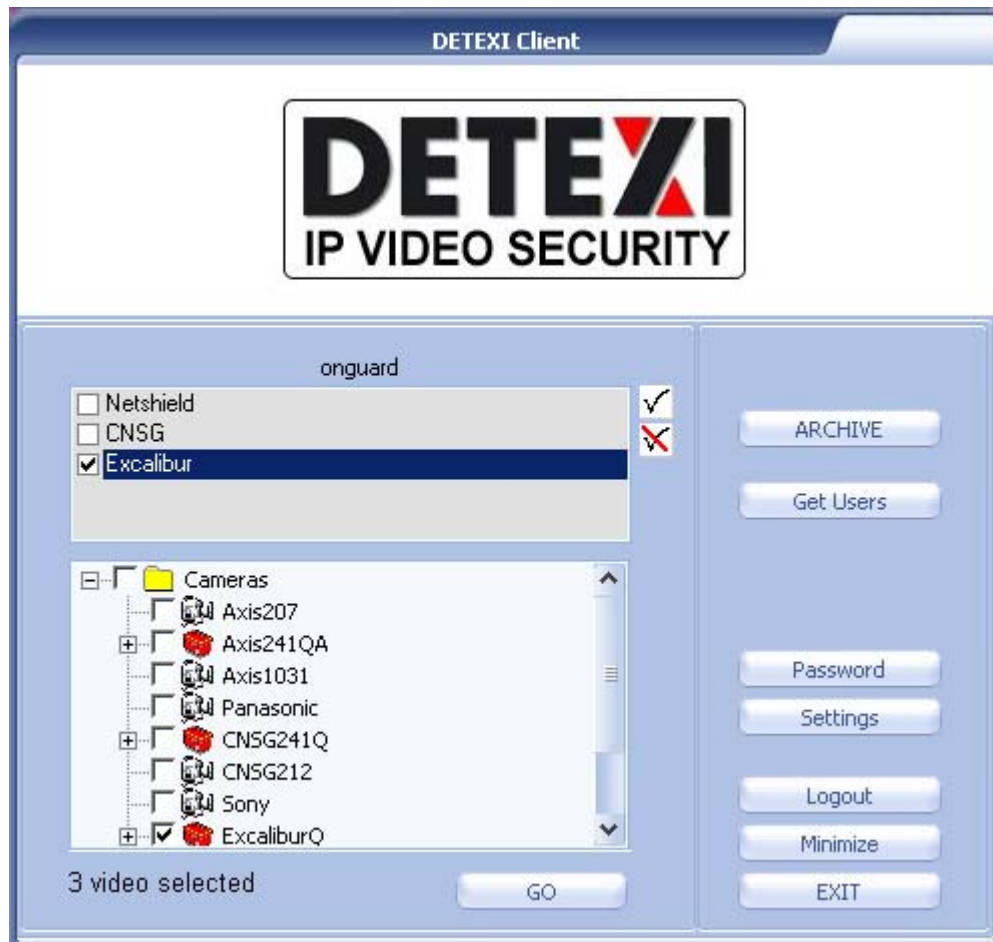 DETEXI Client
DETEXI
IP VIDEO SECURITY
onguard
Netshield
CNSG
Excalibur
ARCHIVE
Get Users
Cameras
Axis207
Axis241QA
Axis1031
Panasonic
CNSG241Q
CNSG212
Sony
ExcaliburQ
Password
Settings
Logout
Minimize
EXIT
3 video selected
GO